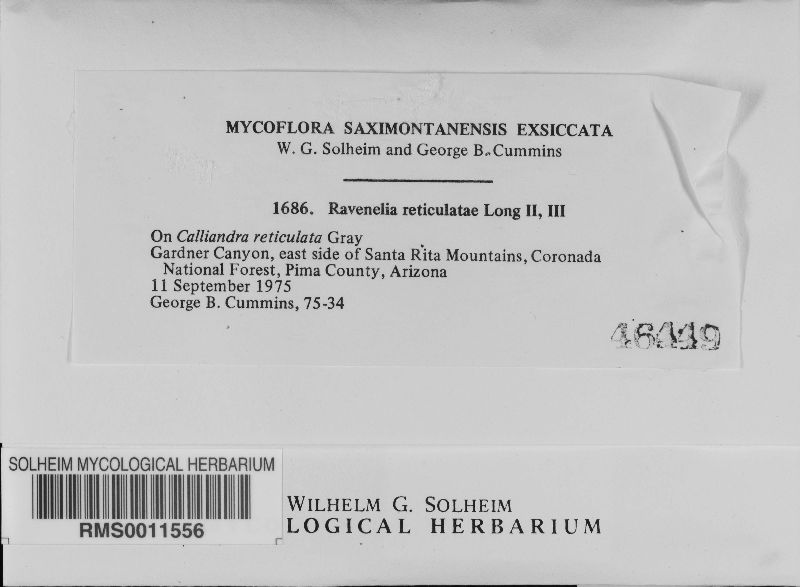 MYCOFLORA SAXIMONTANENSIS EXSICCATA
W. G. Solheim and George B. Cummins
1686. Ravenelia reticulatae Long II, III
On Calliandra reticulata Gray
Gardner Canyon, east side of Santa Rita Mountains, Coronada
National Forest, Pima County, Arizona
11 September 1975
George B. Cummins, 75-34
46449
SOLHEIM MYCOLOGICAL HERBARIUM
RMS0011556
WILHELM G. SOLHEIM
LOGICAL HERBARIUM